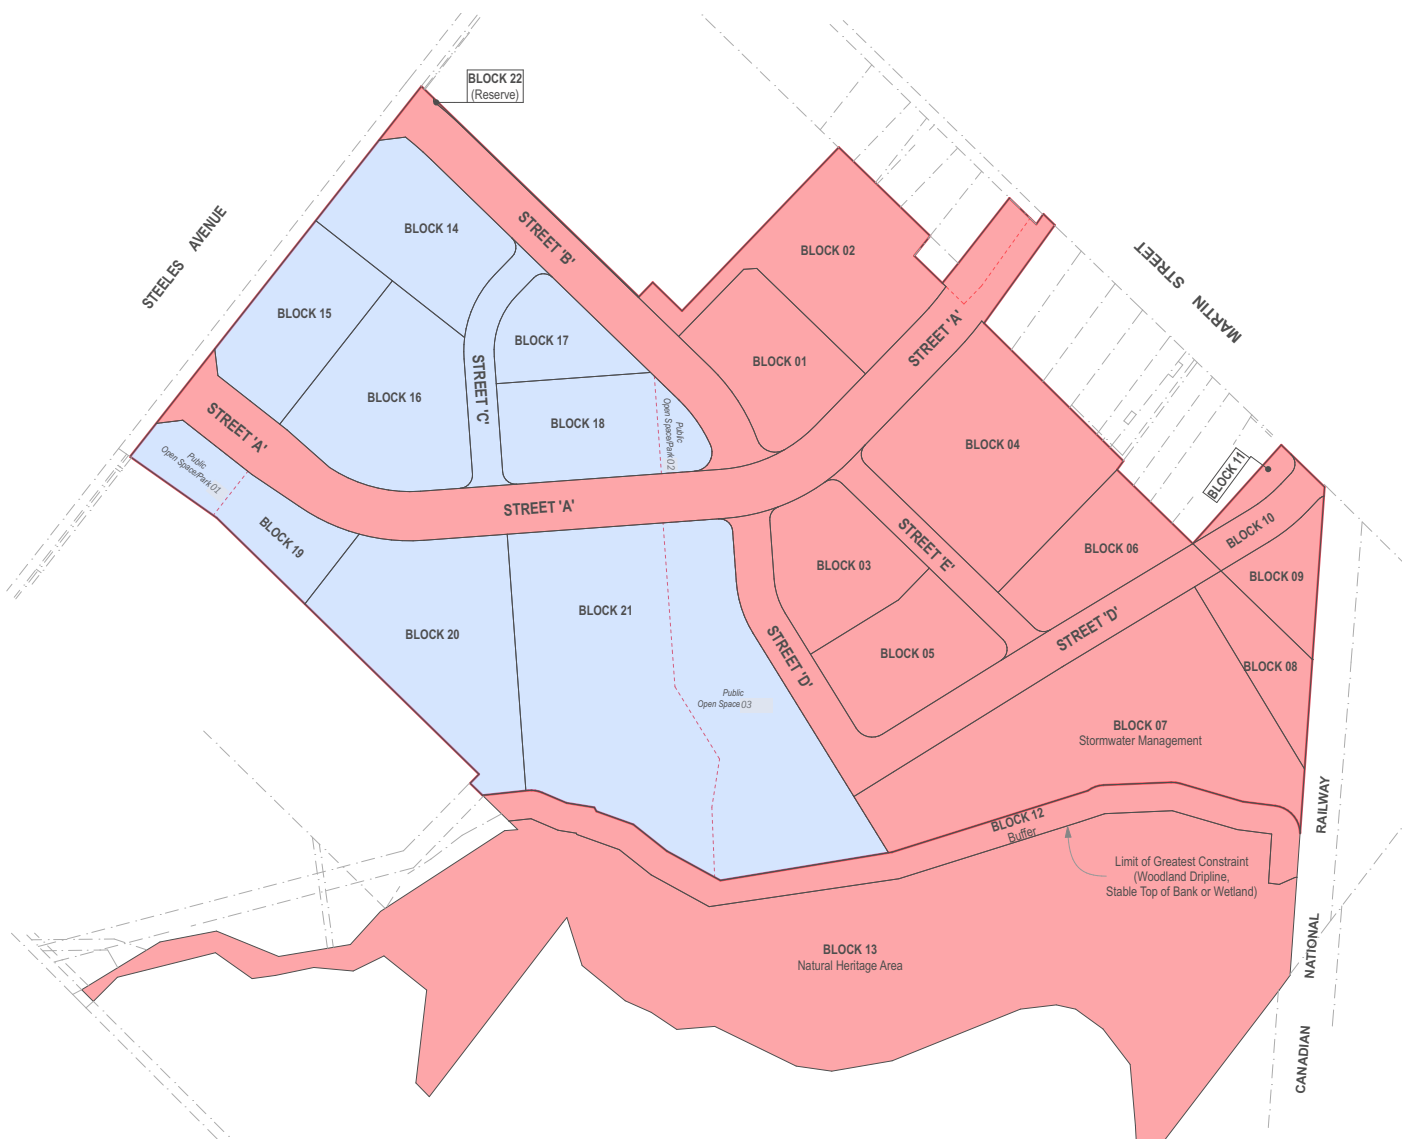 BLOCK 22
(Reserve)
STEELES AVENUE
BLOCK 14
STREET 'B'
BLOCK 02
MARTIN STREET
BLOCK 15
BLOCK 17
STREET 'A'
BLOCK 01
BLOCK 16
STREET 'C'
BLOCK 18
Public
Open Space/Park 02
STREET 'A'
Public
Open Space/Park 01
BLOCK 04
BLOCK 11
BLOCK 10
STREET 'A'
BLOCK 19
STREET 'E'
BLOCK 06
BLOCK 03
BLOCK 09
BLOCK 21
BLOCK 20
STREET 'D'
STREET 'D'
BLOCK 05
BLOCK 08
Public
Open Space 03
BLOCK 07
Stormwater Management
BLOCK 12
Buffer
Limit of Greatest Constraint
(Woodland Dripline,
Stable Top of Bank or Wetland)
BLOCK 13
Natural Heritage Area
CANADIAN NATIONAL RAILWAY